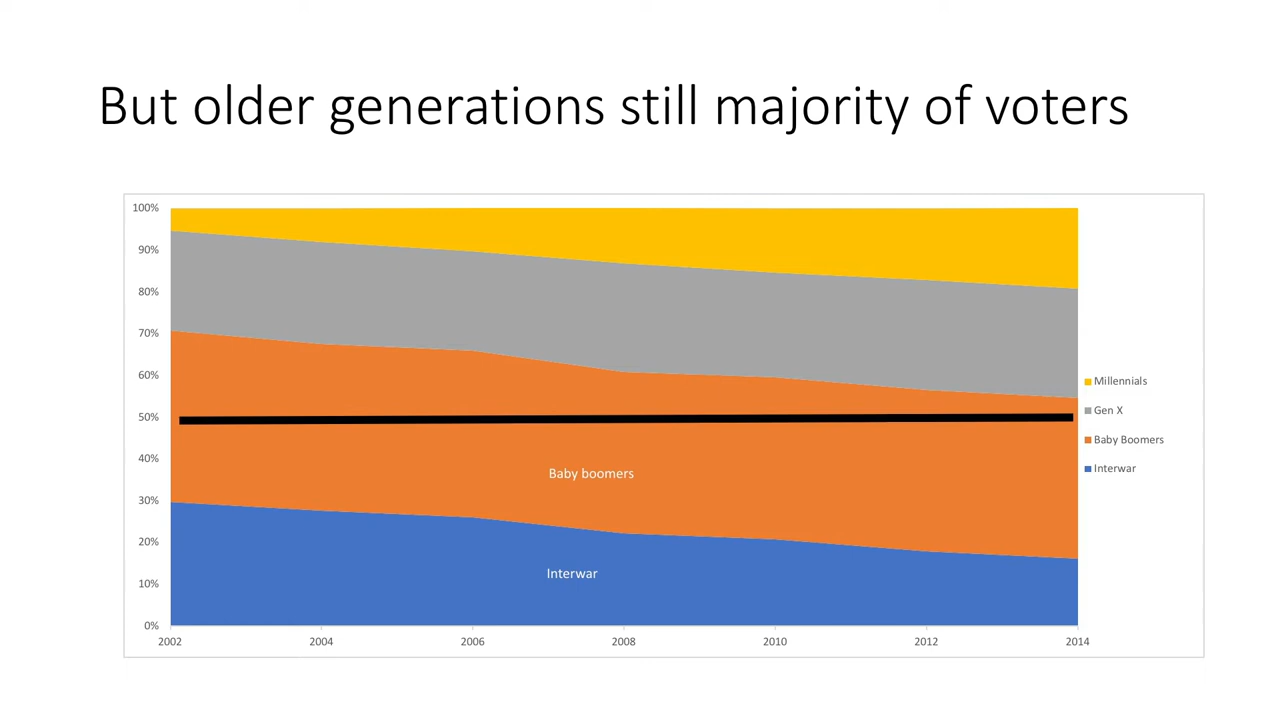 But older generations still majority of voters
100%
90%
80%
70%
60%
50%
40%
30%
20%
10%
0%
Baby boomers
Interwar
2002 2004 2006 2008 2010 2012 2014
Millennials
Gen X
Baby Boomers
Interwar